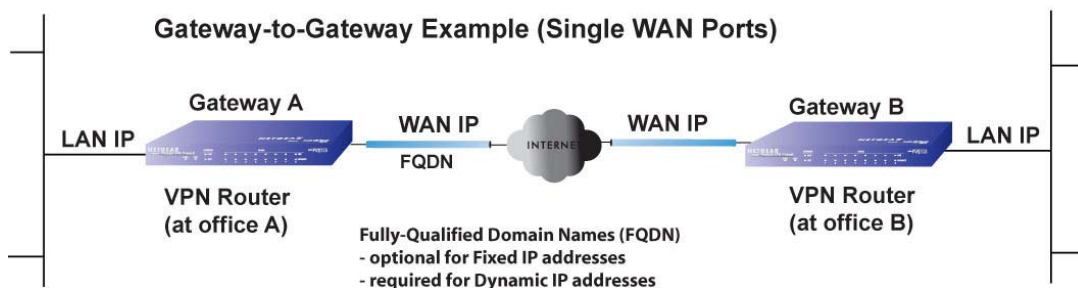 Gateway-to-Gateway Example (Single WAN Ports)
Gateway A
Gateway B
LAN IP
WAN IP
WAN IP
LAN IP
FQDN
INTERNET
NETGEAR
NETGEAR
VPN Router
(at office A)
VPN Router
(at office B)
Fully-Qualified Domain Names (FQDN)
- optional for Fixed IP addresses
- required for Dynamic IP addresses